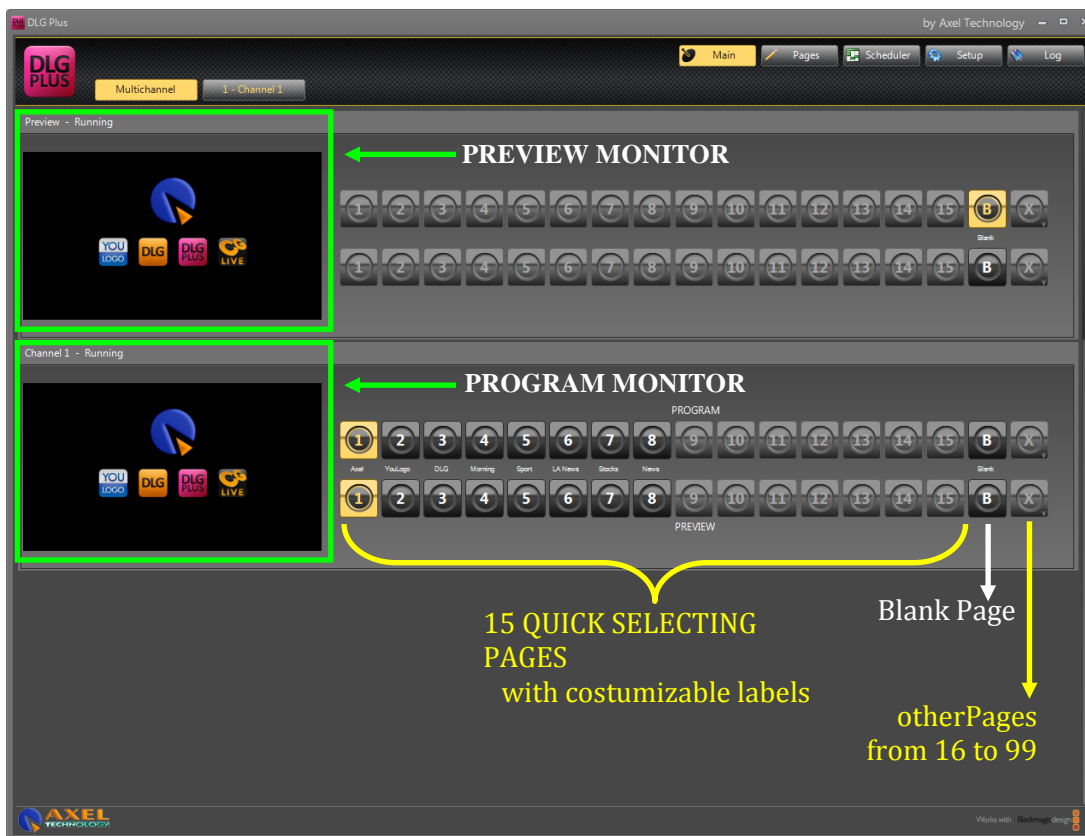 DLG Plus by Axel Technology
DLG PLUS
Main Pages Scheduler Setup Log
Multichannel 1 - Channel 1
Preview - Running
PREVIEW MONITOR
YOU LOGO DLG DLG PLUS LIVE
1 2 3 4 5 6 7 8 9 10 11 12 13 14 15 B X
Blank
1 2 3 4 5 6 7 8 9 10 11 12 13 14 15 B X
Channel 1 - Running
PROGRAM MONITOR
PROGRAM
YOU LOGO DLG DLG PLUS LIVE
1 2 3 4 5 6 7 8 9 10 11 12 13 14 15 B X
Axel YouLogo DLG Morning Sport LA News Stocks News Blank
1 2 3 4 5 6 7 8 9 10 11 12 13 14 15 B X
PREVIEW
15 QUICK SELECTING
PAGES
with costumizable labels
Blank Page
otherPages
from 16 to 99
AXEL
TECHNOLOGY
Works with Blackmagicdesign